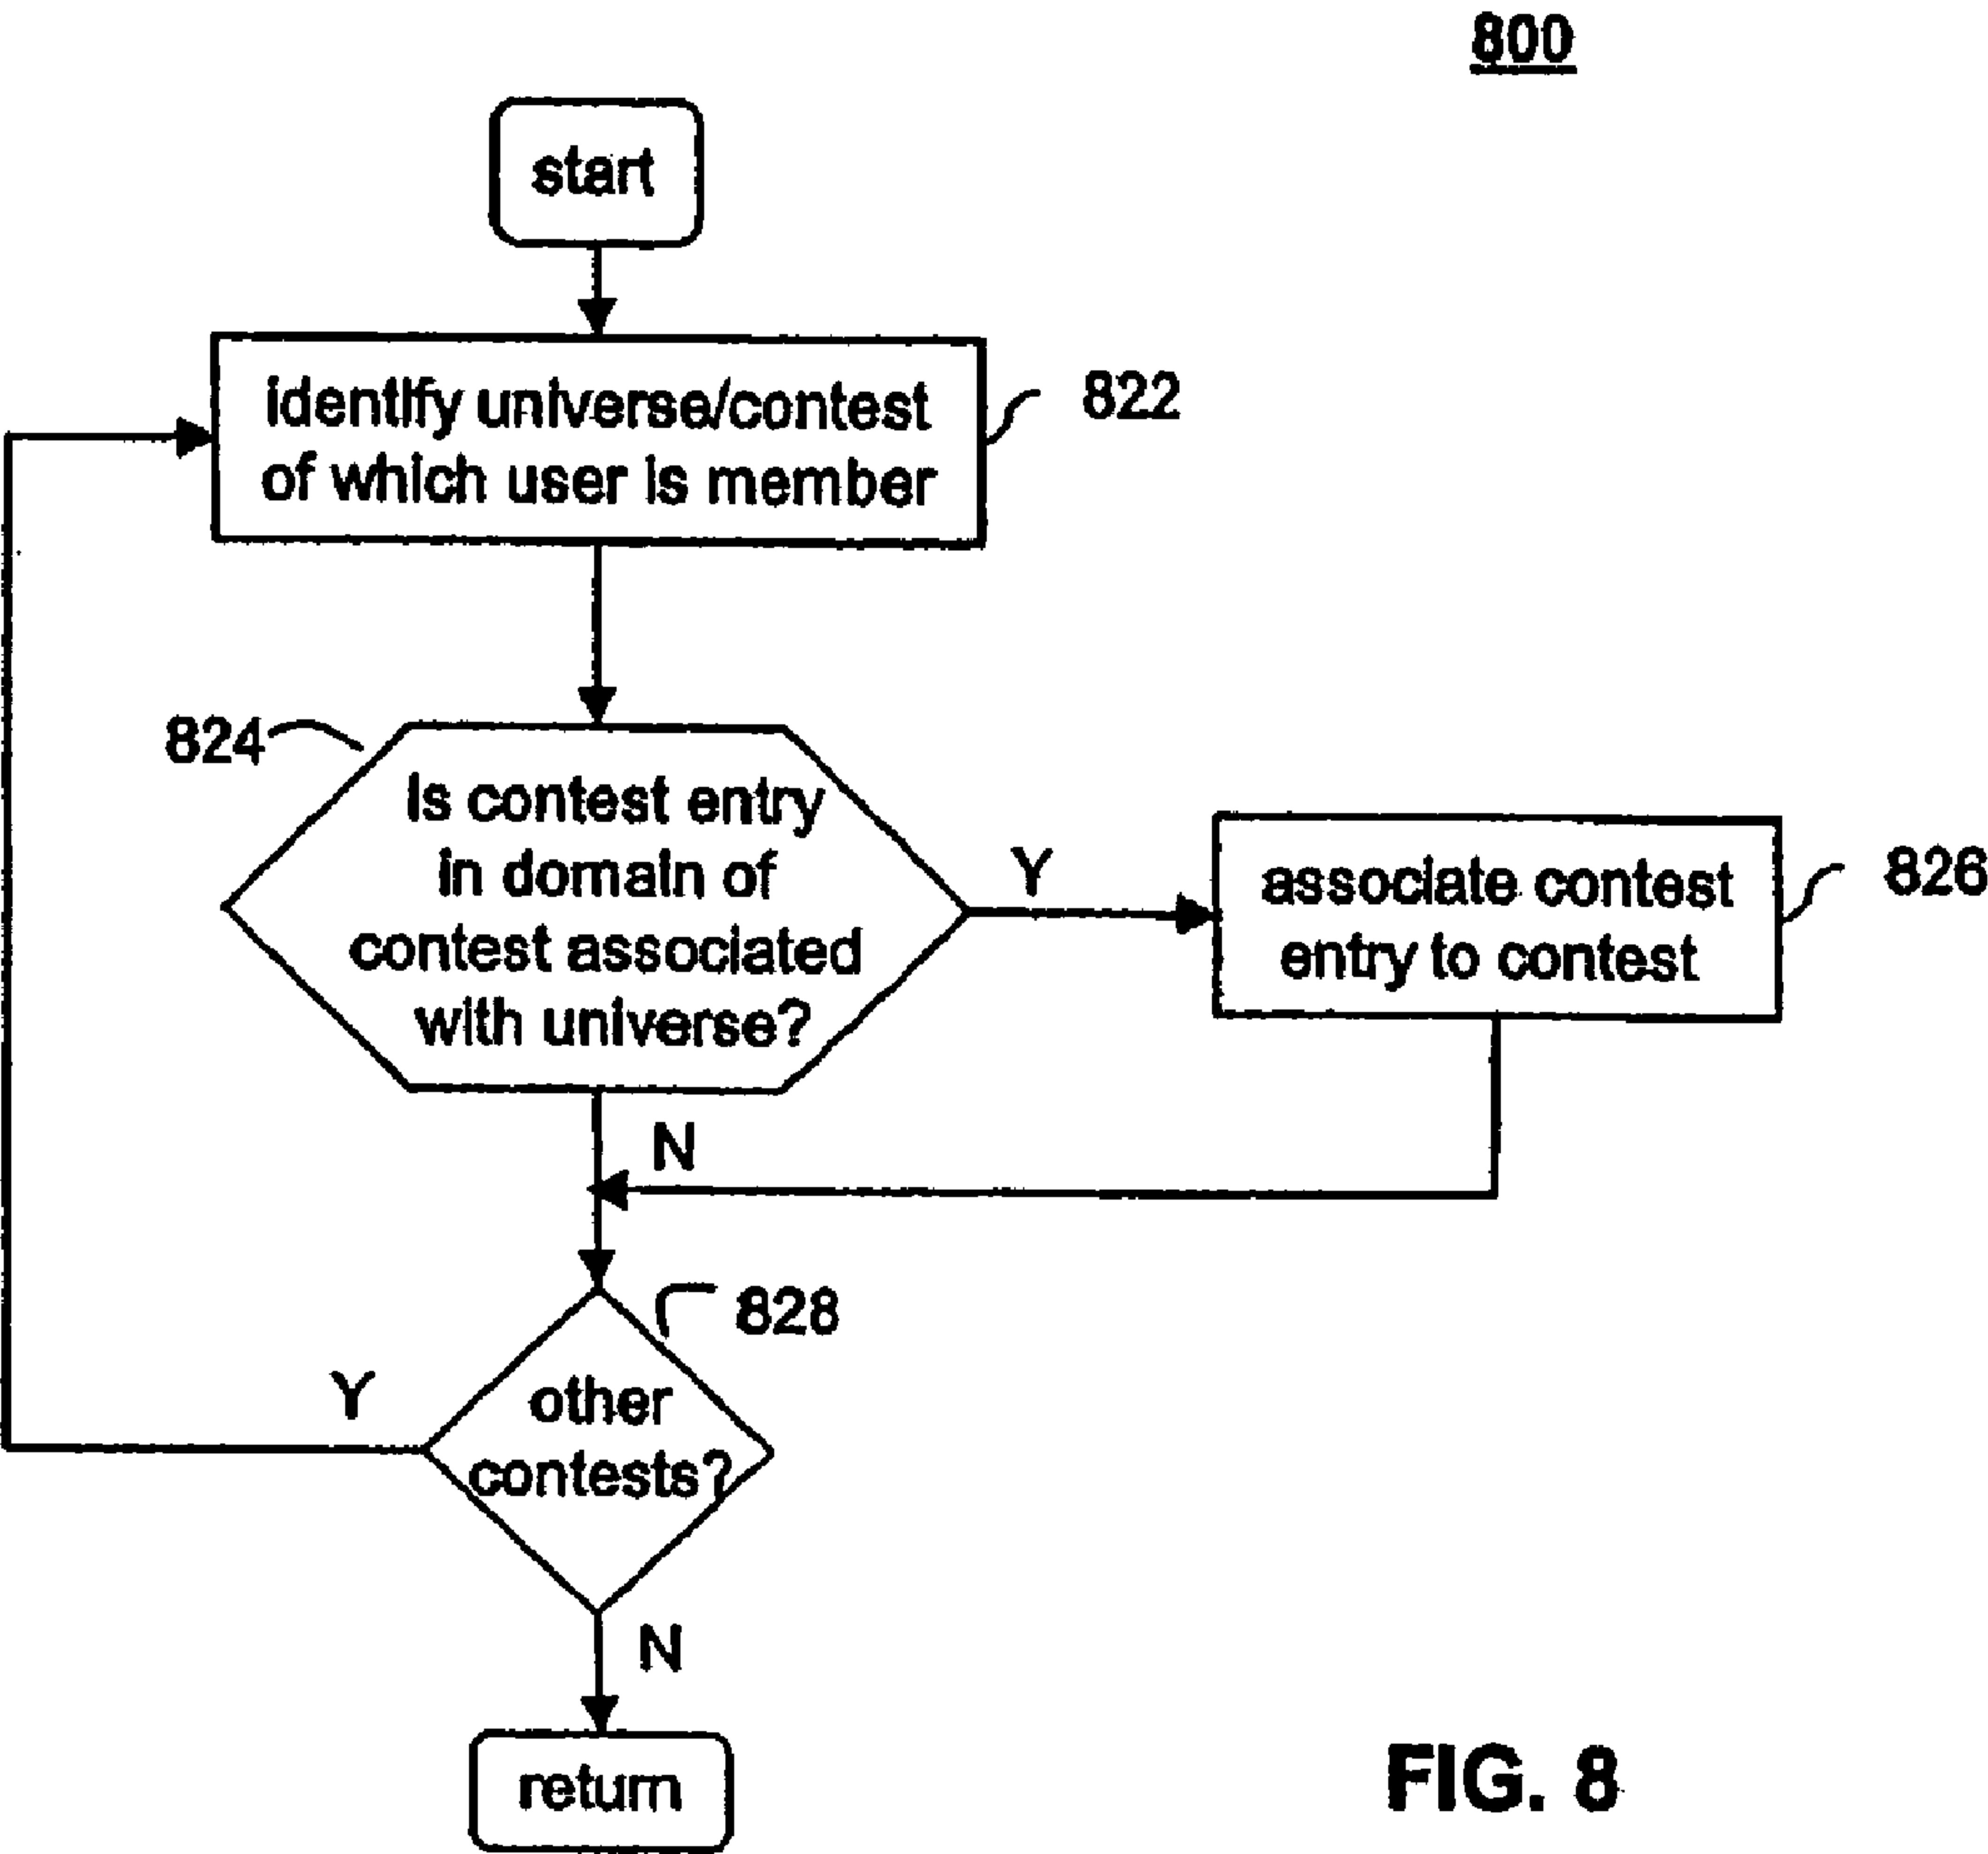 800
start
identify universe/contest
of which user is member
822
824
Is contest entry
in domain of
contest associated
with universe?
Y
associate contest
entry to contest
826
N
828
Y
other
contests?
N
return
FIG. 8